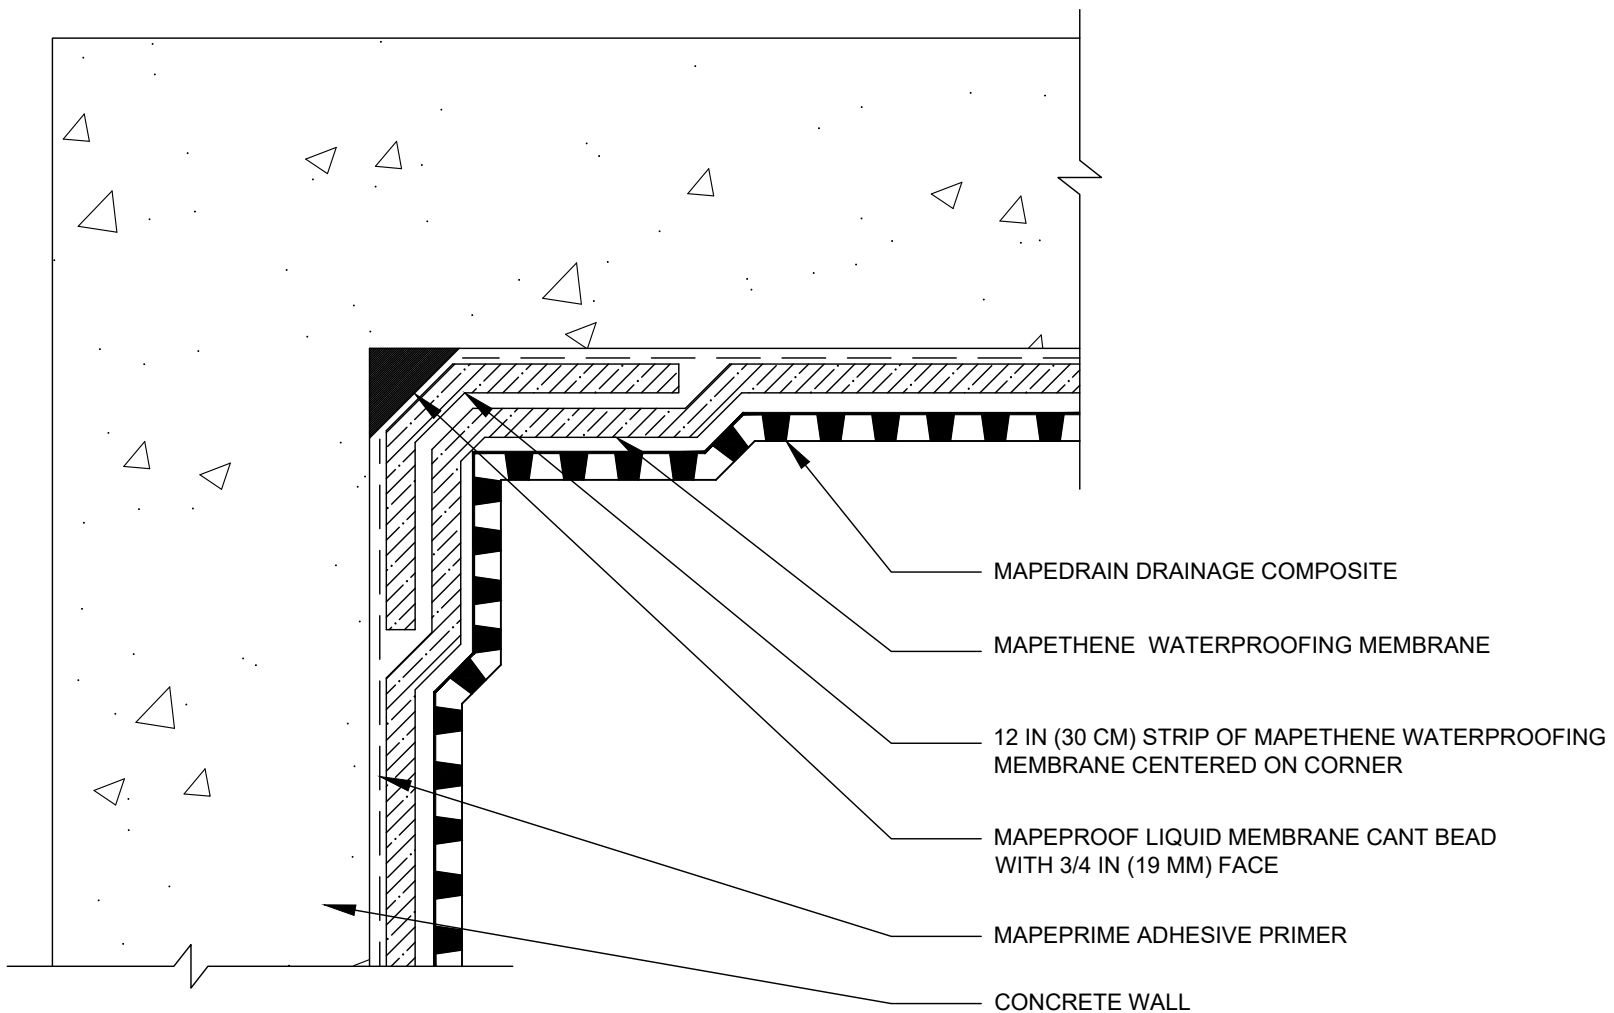 MAPEDRAIN DRAINAGE COMPOSITE
MAPETHENE  WATERPROOFING MEMBRANE
12 IN (30 CM) STRIP OF MAPETHENE WATERPROOFING
MEMBRANE CENTERED ON CORNER
MAPEPROOF LIQUID MEMBRANE CANT BEAD
WITH 3/4 IN (19 MM) FACE
MAPEPRIME ADHESIVE PRIMER
CONCRETE WALL